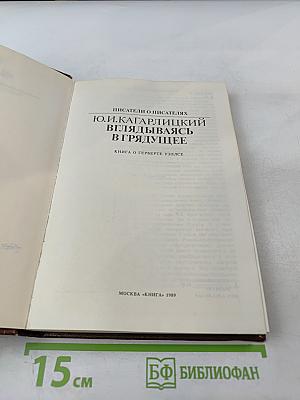 ПИСАТЕЛИ О ПИСАТЕЛЯХ
Ю.И.КАГАРЛИЦКИЙ
ВГЛЯДЫВАЯСЬ
В ГРЯДУЩЕЕ
КНИГА О ГЕРБЕРТЕ УЭЛЛСЕ
МОСКВА «КНИГА» 1989
15 см
БФ БИБЛИОФАН